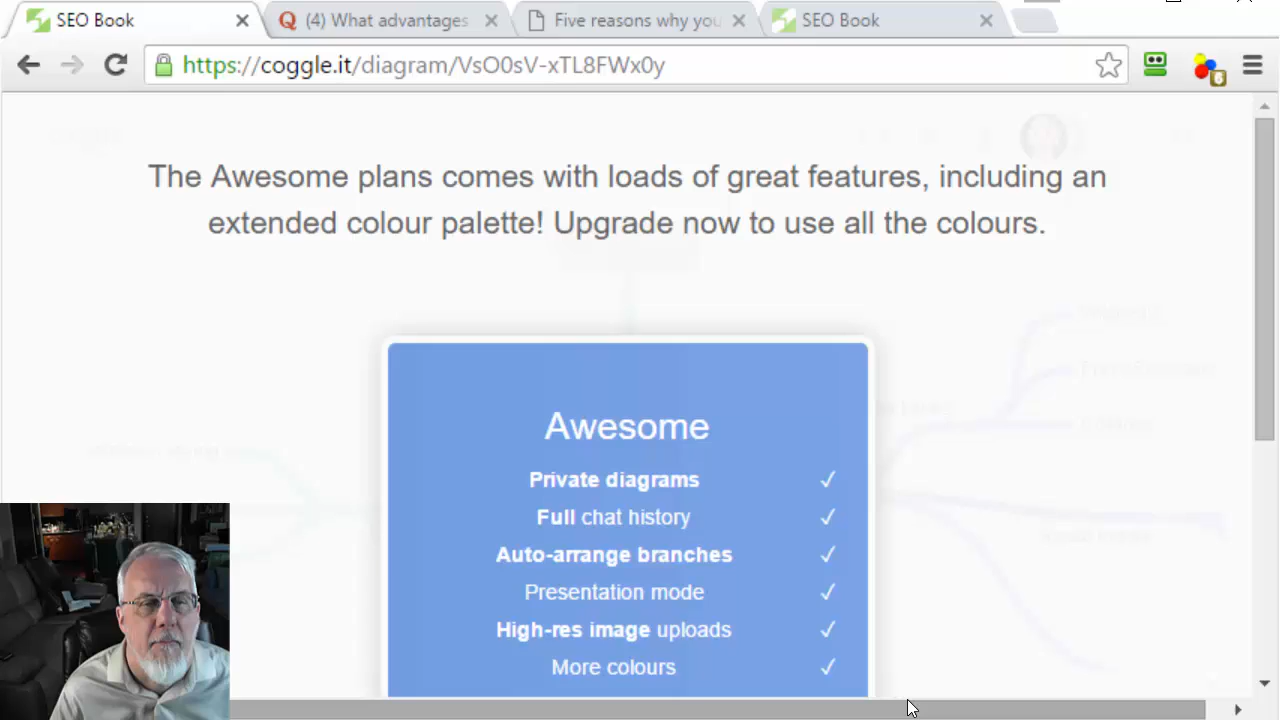 SEO Book
(4) What advantages
Five reasons why you
SEO Book
https://coggle.it/diagram/VsO0sV-xTL8FWx0y
6
The Awesome plans comes with loads of great features, including an
extended colour palette! Upgrade now to use all the colours.
Awesome
Private diagrams ✓
Full chat history ✓
Auto-arrange branches ✓
Presentation mode ✓
High-res image uploads ✓
More colours ✓